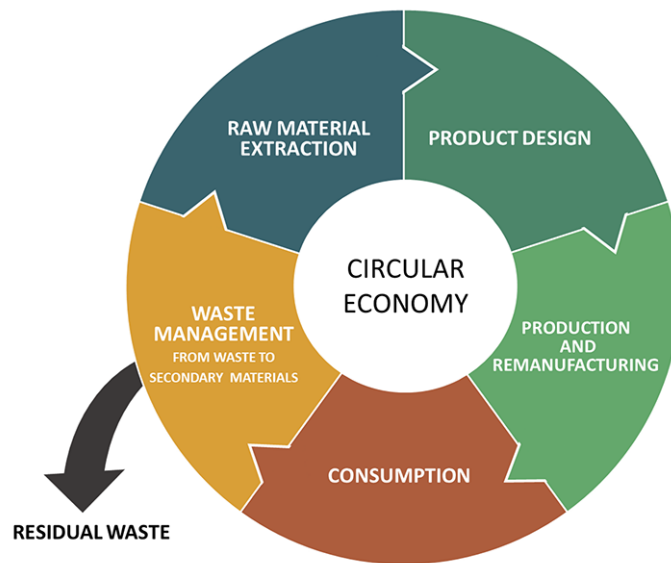 RAW MATERIAL
EXTRACTION
PRODUCT DESIGN
CIRCULAR
ECONOMY
WASTE
MANAGEMENT
FROM WASTE TO
SECONDARY MATERIALS
PRODUCTION
AND
REMANUFACTURING
CONSUMPTION
RESIDUAL WASTE